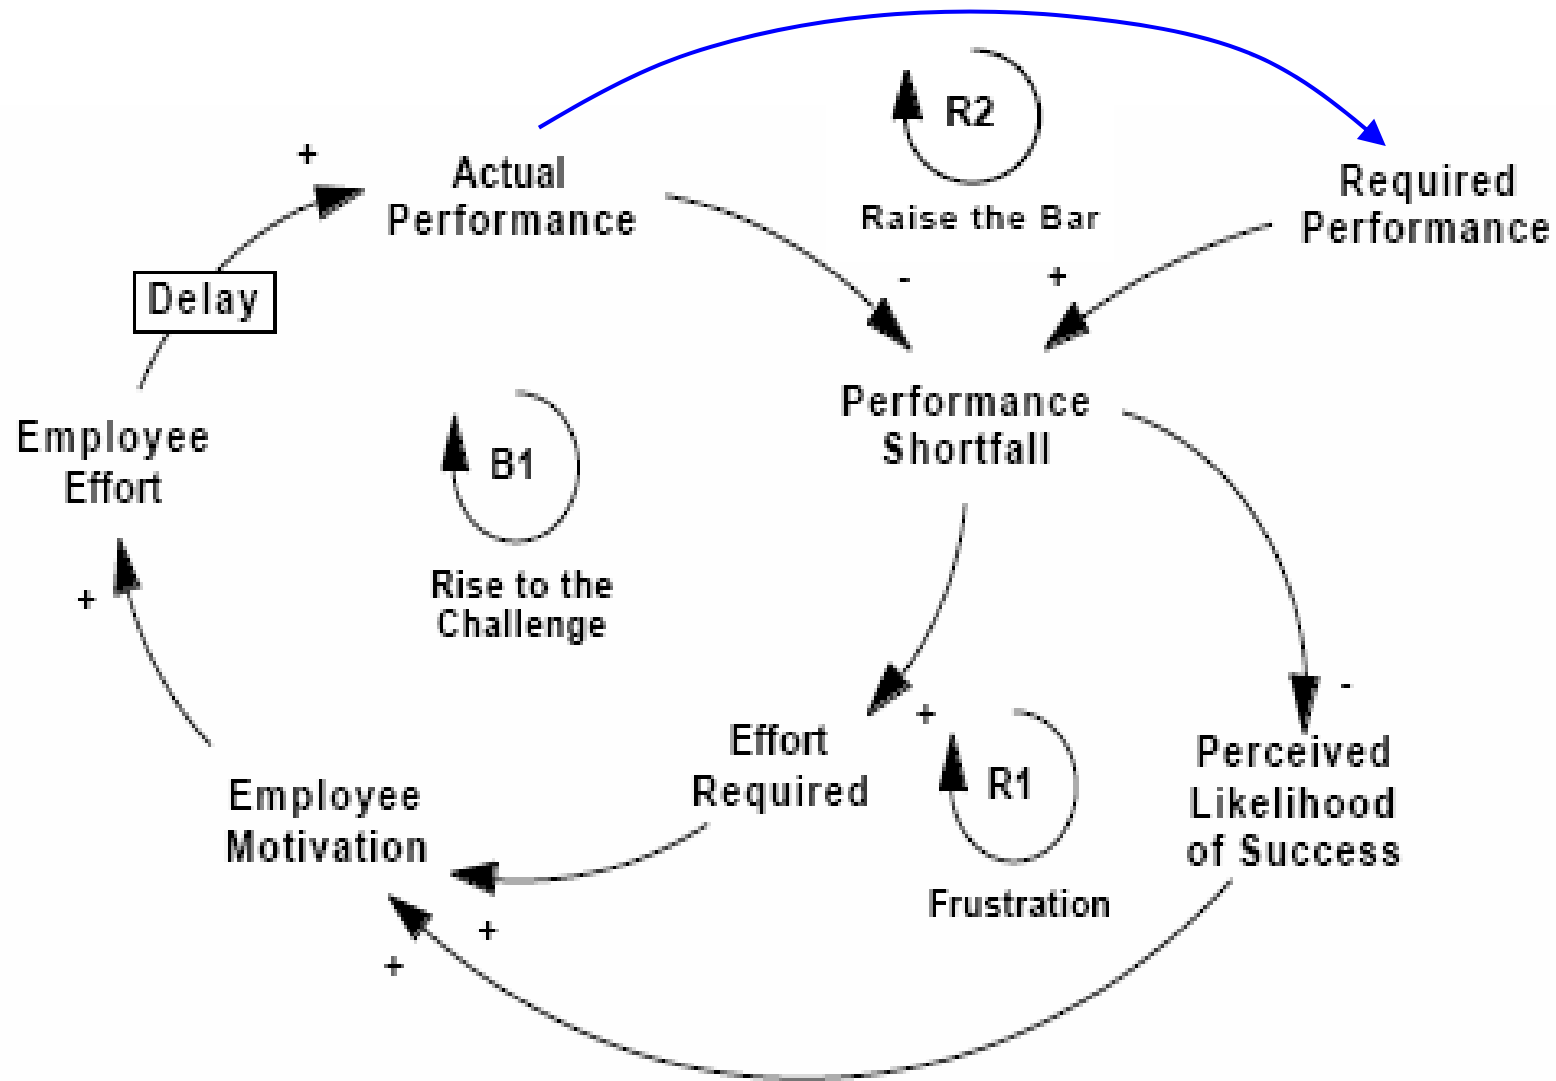 R2
+
Actual
Performance
Required
Performance
Raise the Bar
-
+
Delay
Performance
Shortfall
Employee
Effort
B1
+
Rise to the
Challenge
-
+
Effort
Required
R1
Perceived
Likelihood
of Success
Employee
Motivation
Frustration
+
+